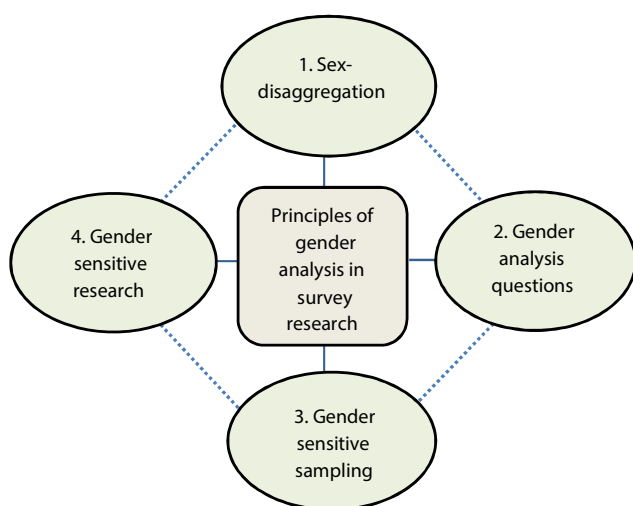 1. Sex-
disaggregation
Principles of
gender
analysis in
survey
research
2. Gender
analysis
questions
3. Gender
sensitive
sampling
4. Gender
sensitive
research